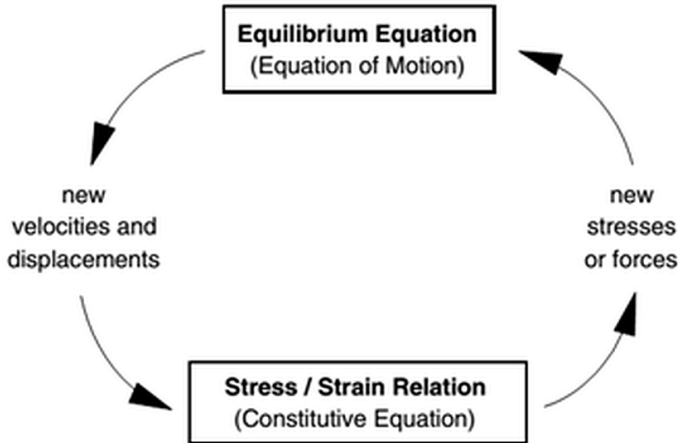 Equilibrium Equation
(Equation of Motion)
new
velocities and
displacements
new
stresses
or forces
Stress / Strain Relation
(Constitutive Equation)